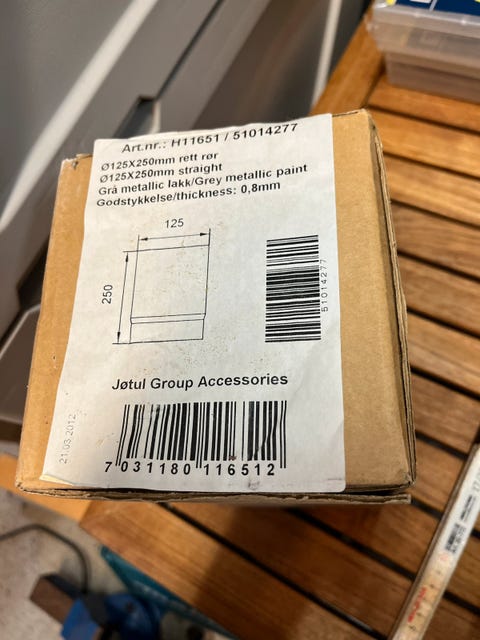 Art.nr.: H11651 / 51014277
Ø125X250mm rett rør
Ø125X250mm straight
Grå metallic lakk/Grey metallic paint
Godstykkelse/thickness: 0,8mm
125
250
51014277
Jøtul Group Accessories
21.03.2012
7 031180 116512